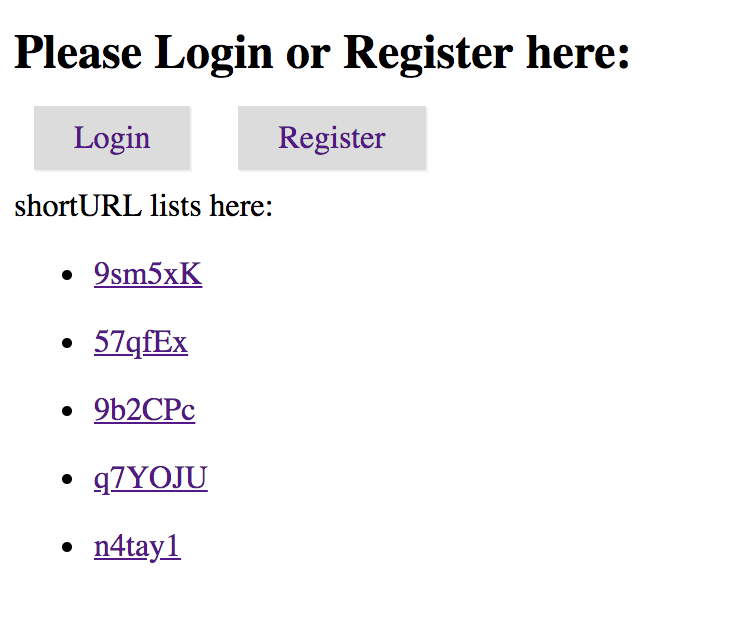 Please Login or Register here:
Login Register
shortURL lists here:
9sm5xK
57qfEx
9b2CPc
q7YOJU
n4tay1